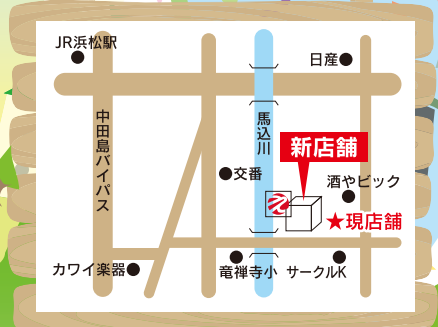 JR浜松駅
日産
中田島バイパス
馬込川
新店舗
交番
酒やビック
★現店舗
カワイ楽器
竜禅寺小
サークルK